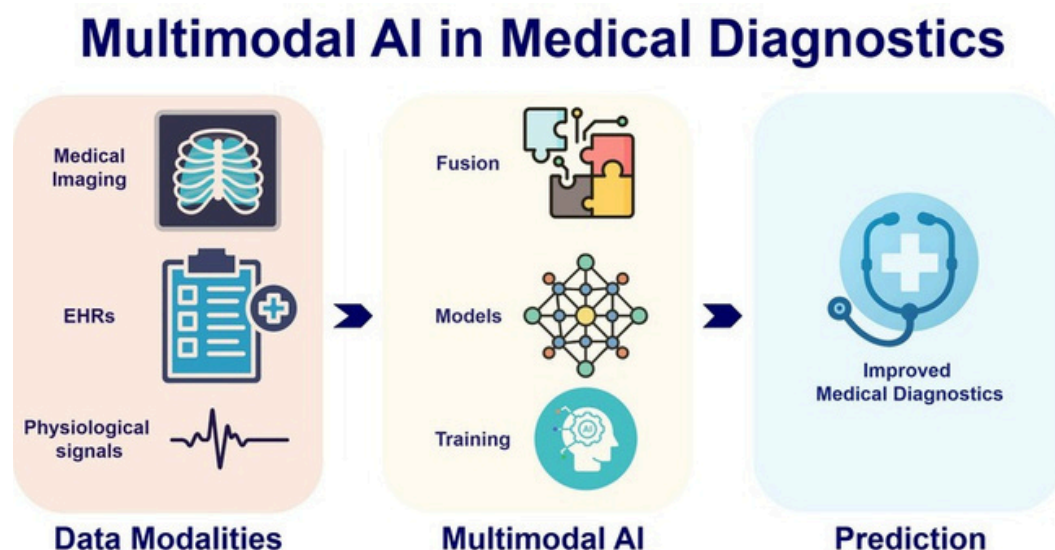 Multimodal AI in Medical Diagnostics
Medical
Imaging
EHRs
Physiological
signals
Data Modalities
Fusion
Models
Training
AI
Multimodal AI
Improved
Medical Diagnostics
Prediction